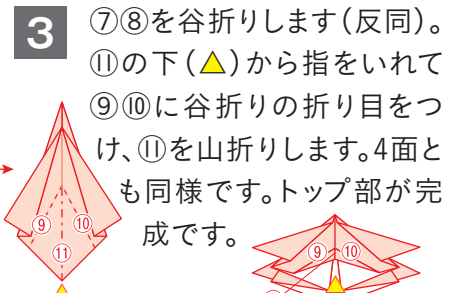 3
⑦⑧を谷折りします(反同)。
⑪の下(△)から指をいれて
⑨⑩に谷折りの折り目をつ
け、⑪を山折りします。4面と
も同様です。トップ部が完
成です。
⑨ ⑩
⑪
⑨ ⑩